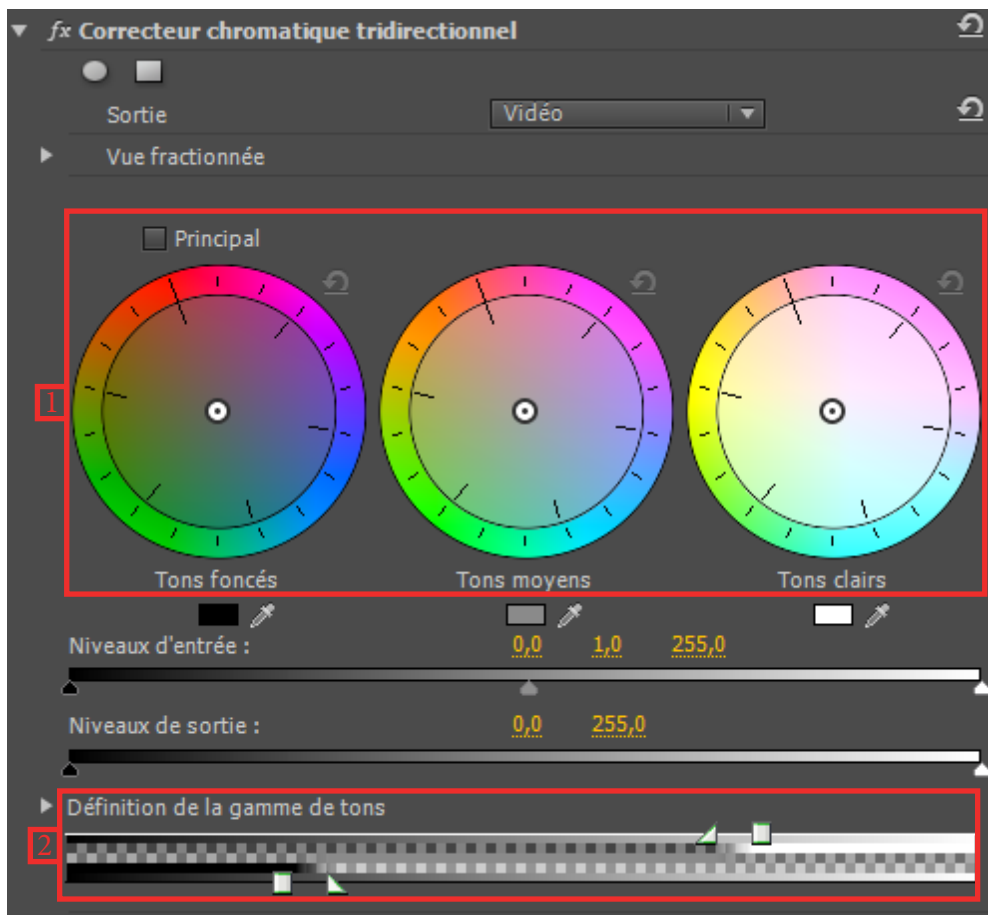 fx Correcteur chromatique tridirectionnel
Sortie Vidéo
Vue fractionnée
Principal
1
Tons foncés Tons moyens Tons clairs
Niveaux d'entrée : 0,0 1,0 255,0
Niveaux de sortie : 0,0 255,0
Définition de la gamme de tons
2